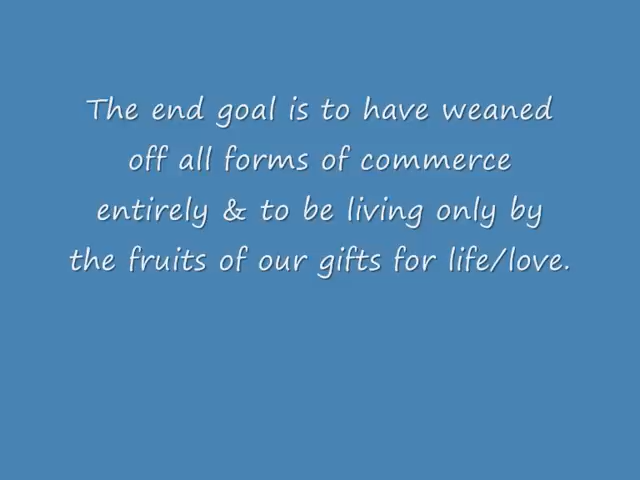 The end goal is to have weaned
off all forms of commerce
entirely & to be living only by
the fruits of our gifts for life/love.